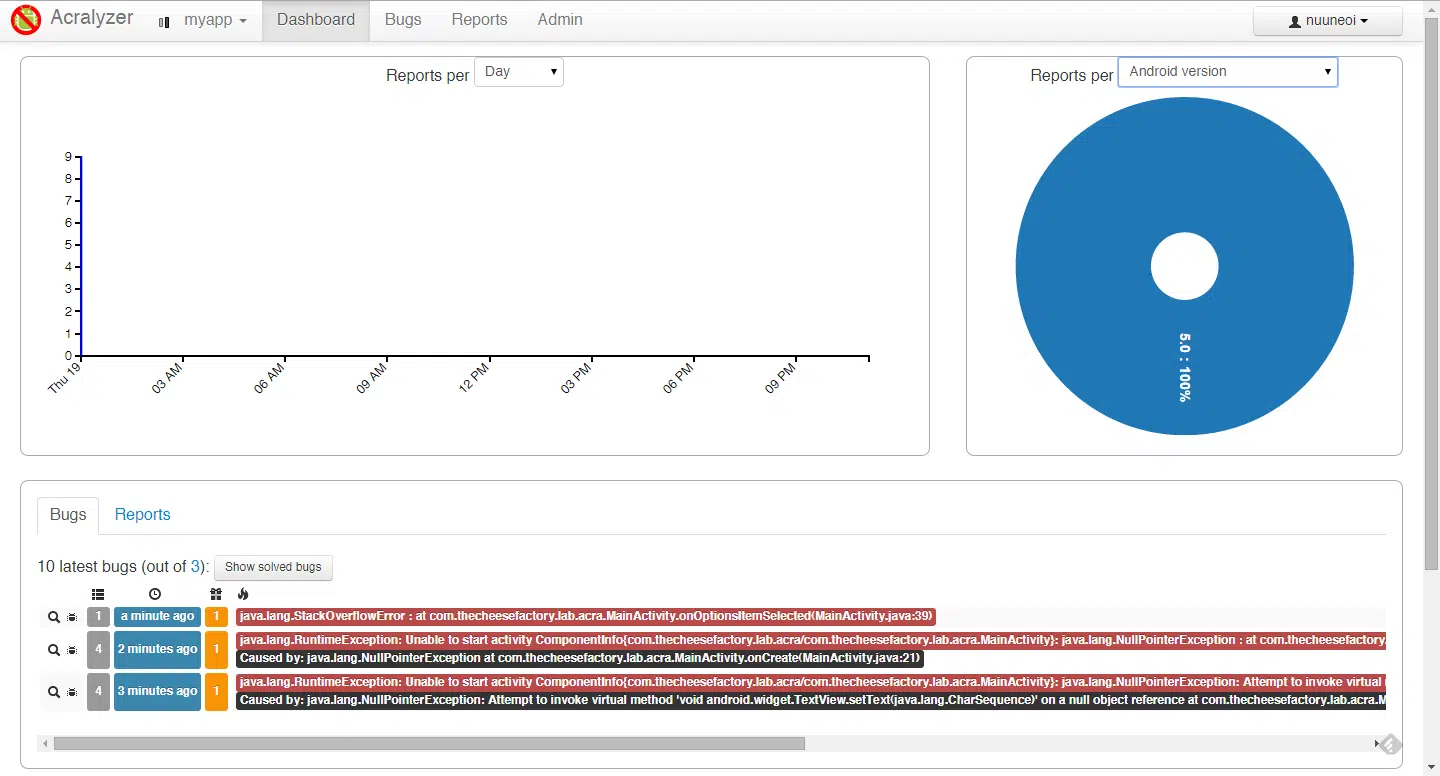 Acralyzer myapp Dashboard Bugs Reports Admin nuuneoi
Reports per Day
9
8
7
6
5
4
3
2
1
0
Thu 19 03 AM 06 AM 09 AM 12 PM 03 PM 06 PM 09 PM
Reports per Android version
5.0 : 100%
Bugs Reports
10 latest bugs (out of 3): Show solved bugs
1 a minute ago 1 java.lang.StackOverflowError : at com.thecheesefactory.lab.acra.MainActivity.onOptionsItemSelected(MainActivity.java:39)
4 2 minutes ago 1 java.lang.RuntimeException: Unable to start activity ComponentInfo{com.thecheesefactory.lab.acra/com.thecheesefactory.lab.acra.MainActivity}: java.lang.NullPointerException : at com.thecheesefactory.
Caused by: java.lang.NullPointerException at com.thecheesefactory.lab.acra.MainActivity.onCreate(MainActivity.java:21)
4 3 minutes ago 1 java.lang.RuntimeException: Unable to start activity ComponentInfo{com.thecheesefactory.lab.acra/com.thecheesefactory.lab.acra.MainActivity}: java.lang.NullPointerException: Attempt to invoke virtual
Caused by: java.lang.NullPointerException: Attempt to invoke virtual method 'void android.widget.TextView.setText(java.lang.CharSequence)' on a null object reference at com.thecheesefactory.lab.acra.M